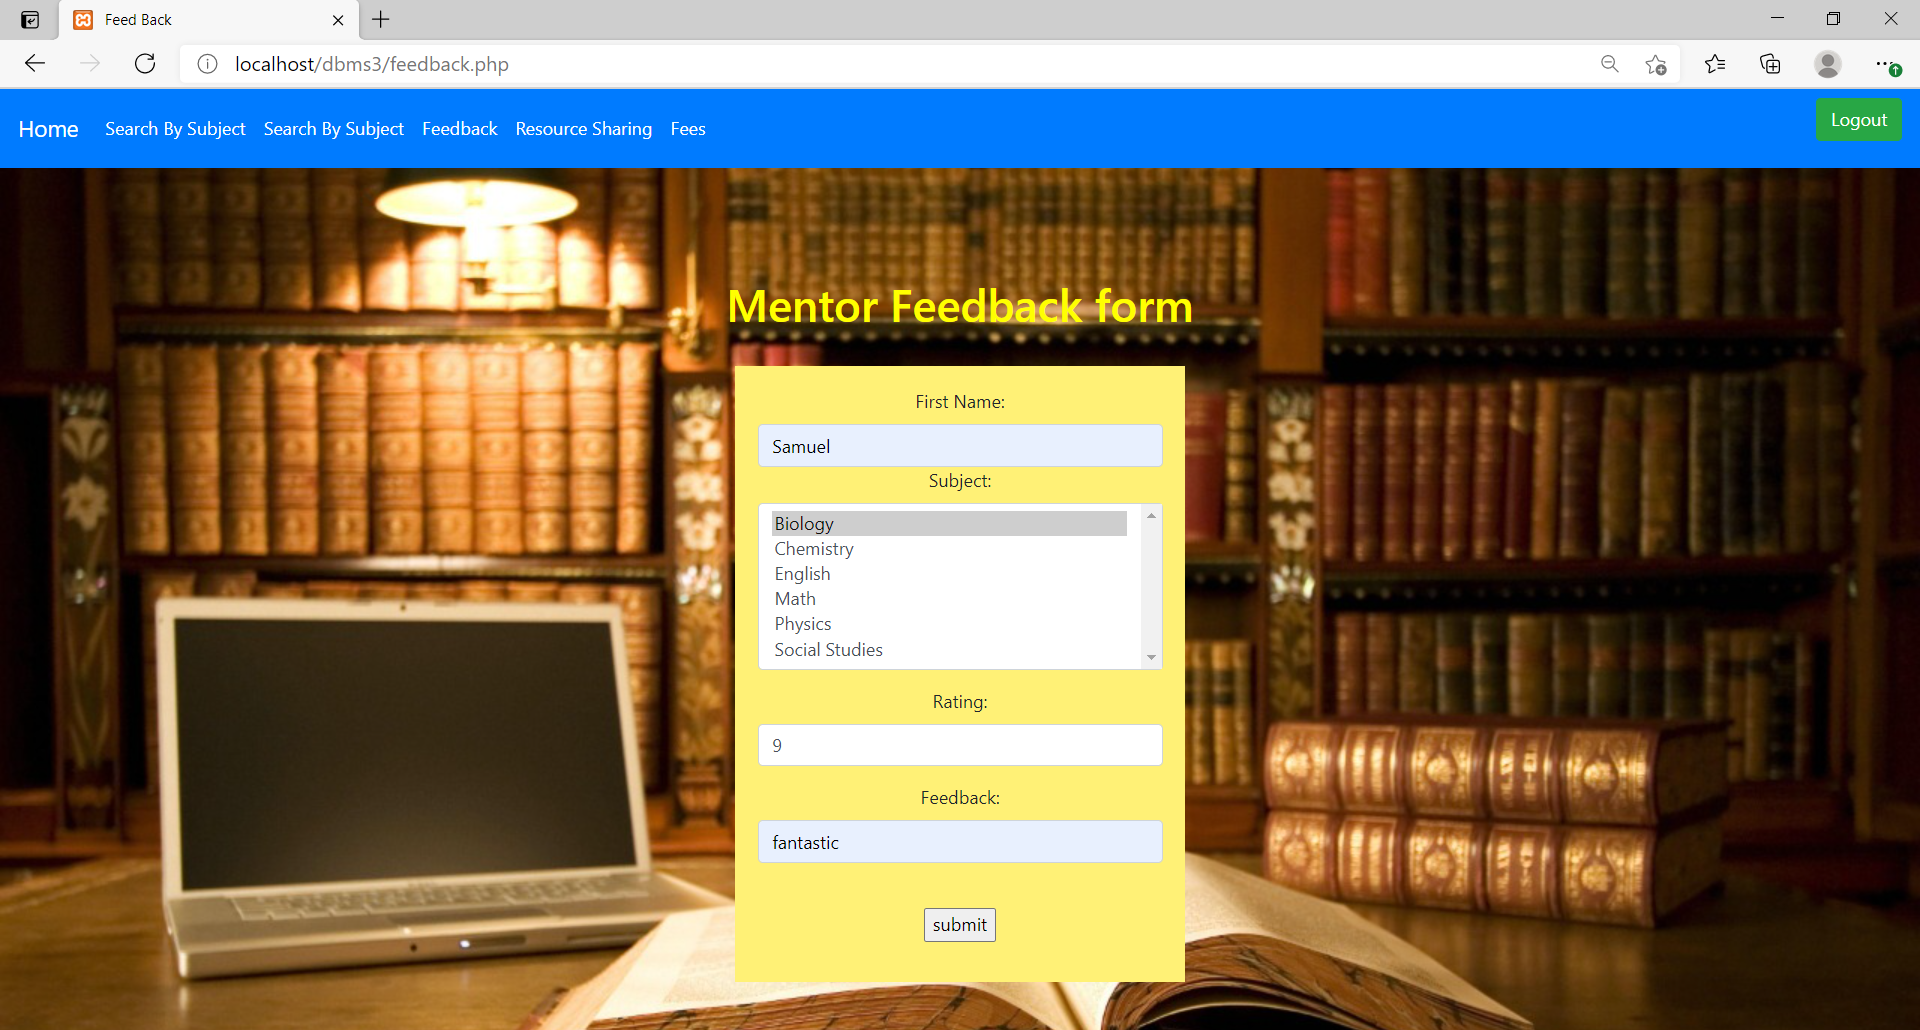 Feed Back
localhost/dbms3/feedback.php
Home Search By Subject Search By Subject Feedback Resource Sharing Fees Logout
Mentor Feedback form
First Name:
Samuel
Subject:
Biology
Chemistry
English
Math
Physics
Social Studies
Rating:
9
Feedback:
fantastic
submit